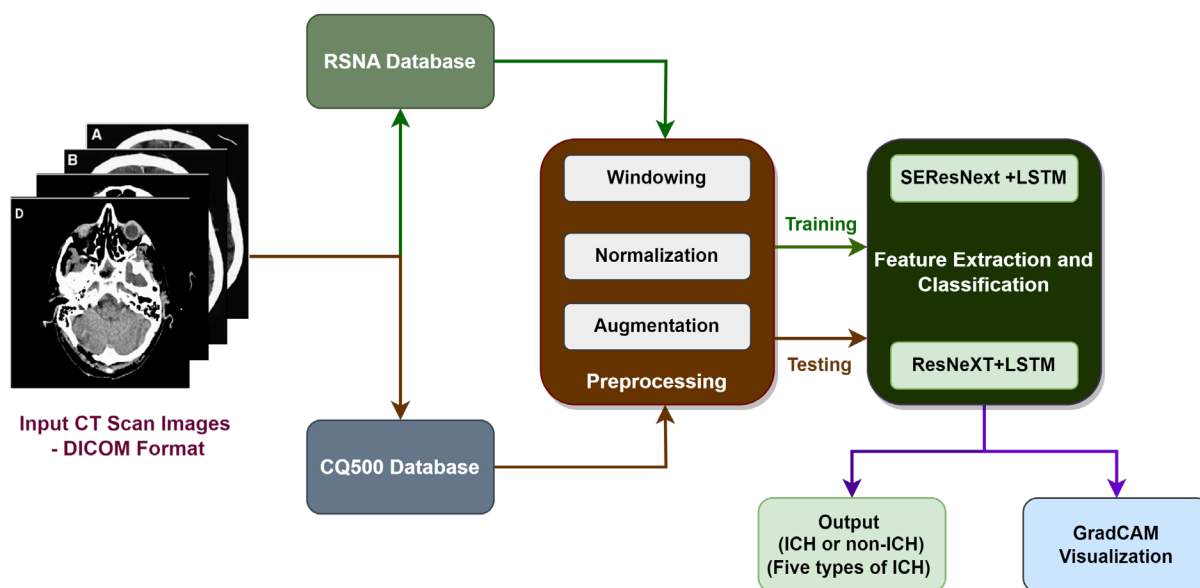 A
B
D
Input CT Scan Images
- DICOM Format
RSNA Database
CQ500 Database
Windowing
Normalization
Augmentation
Preprocessing
Training
Testing
SEResNext +LSTM
Feature Extraction and
Classification
ResNeXT+LSTM
Output
(ICH or non-ICH)
(Five types of ICH)
GradCAM
Visualization